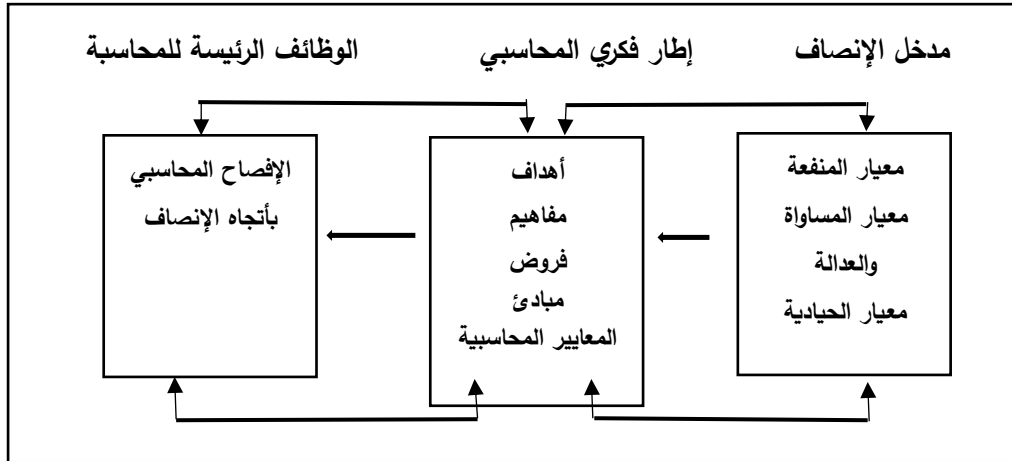 مدخل الإنصاف
إطار فكري المحاسبي
الوظائف الرئيسة للمحاسبة
معيار المنفعة
معيار المساواة
والعدالة
معيار الحيادية
أهداف
مفاهيم
فروض
مبادئ
المعايير المحاسبية
الإفصاح المحاسبي
بأتجاه الإنصاف